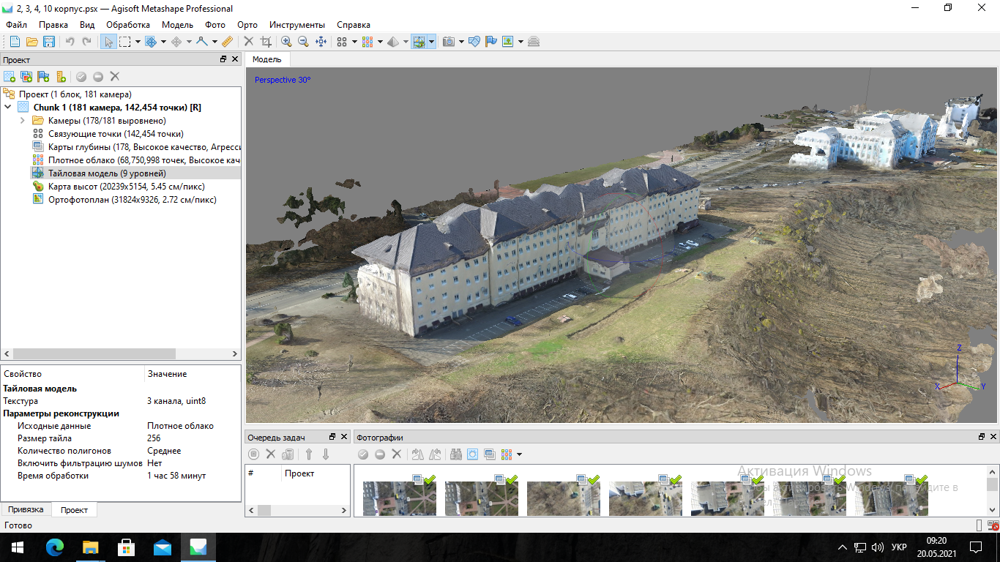 2, 3, 4, 10 корпус.psx — Agisoft Metashape Professional
Файл Правка Вид Обработка Модель Фото Орто Инструменты Справка
Проект
Модель
Perspective 30°
Проект (1 блок, 181 камера)
Chunk 1 (181 камера, 142,454 точки) [R]
Камеры (178/181 выровнено)
Связующие точки (142,454 точки)
Карты глубины (178, Высокое качество, Агресси
Плотное облако (68,750,998 точек, Высокое кач
Тайловая модель (9 уровней)
Карта высот (20239x5154, 5.45 см/пикс)
Ортофотоплан (31824x9326, 2.72 см/пикс)
Z
X
Y
Свойство Значение
Тайловая модель
Текстура 3 канала, uint8
Параметры реконструкции
Исходные данные Плотное облако
Размер тайла 256
Количество полигонов Среднее
Включить фильтрацию шумов Нет
Время обработки 1 час 58 минут
Привязка Проект
Очередь задач
# Проект
Фотографии
Активация Windows
активировать Windows, перейдите в
Готово
УКР
09:20
20.05.2021